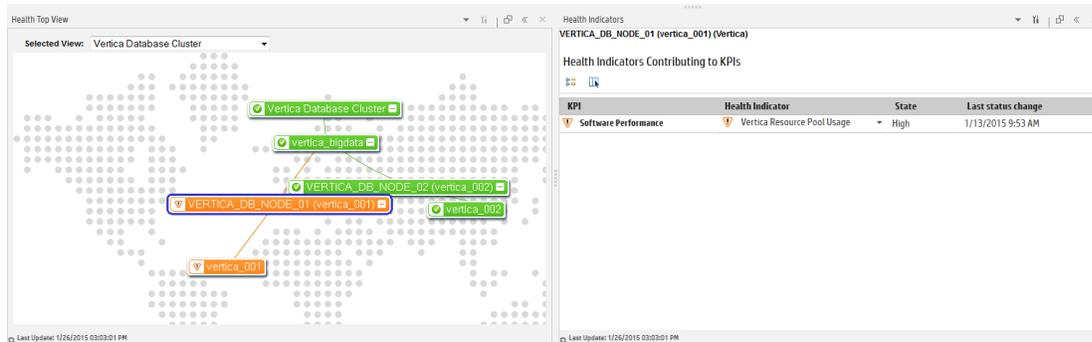 Health Top View
Selected View: Vertica Database Cluster
Vertica Database Cluster
vertica_bigdata
VERTICA_DB_NODE_02 (vertica_002)
VERTICA_DB_NODE_01 (vertica_001)
vertica_002
vertica_001
Last Update: 1/26/2015 03:03:01 PM
Health Indicators
VERTICA_DB_NODE_01 (vertica_001) (Vertica)
Health Indicators Contributing to KPIs
KPI Health Indicator State Last status change
Software Performance Vertica Resource Pool Usage High 1/13/2015 9:53 AM
Last Update: 1/26/2015 03:03:01 PM